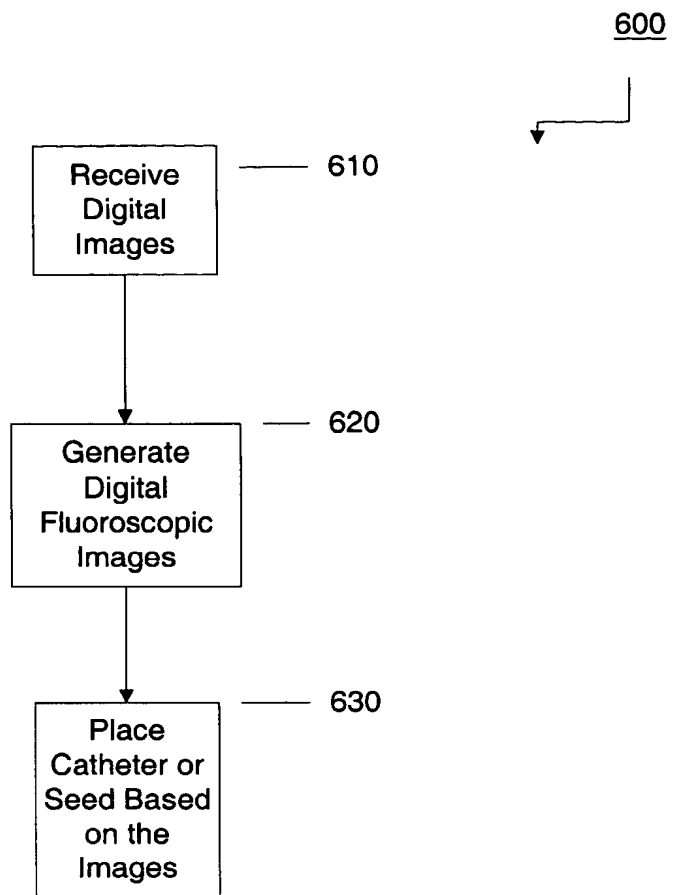 600
610
Receive
Digital
Images
620
Generate
Digital
Fluoroscopic
Images
630
Place
Catheter or
Seed Based
on the
Images